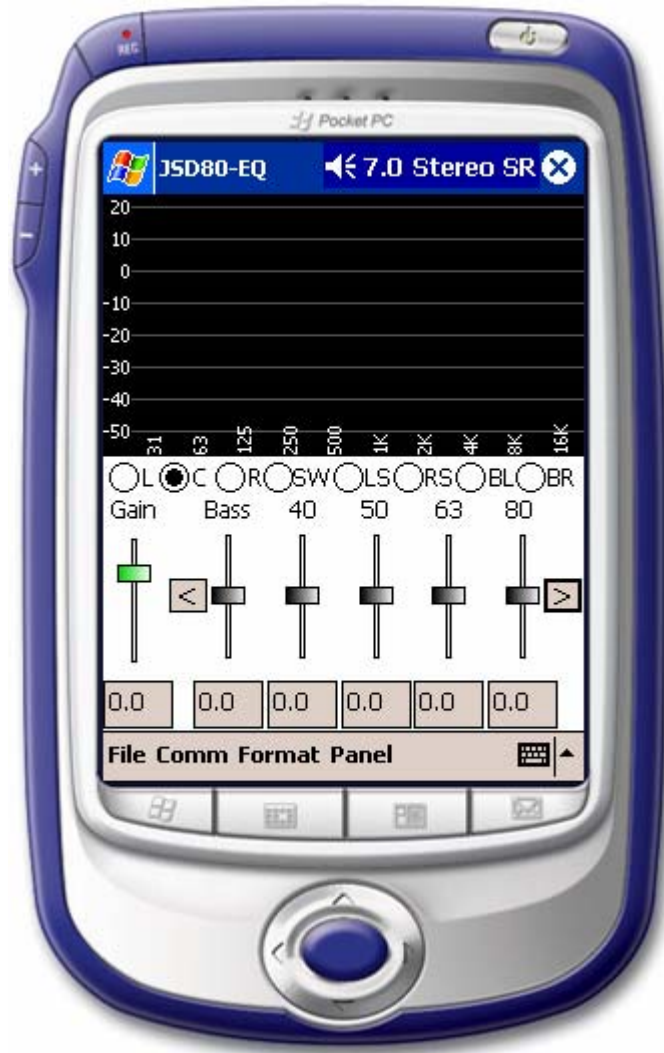 REC
Pocket PC
JSD80-EQ 7.0 Stereo SR
20
10
0
-10
-20
-30
-40
-50
31 63 125 250 500 1K 2K 4K 8K 16K
L C R SW LS RS BL BR
Gain Bass 40 50 63 80
< >
0.0 0.0 0.0 0.0 0.0 0.0
File Comm Format Panel